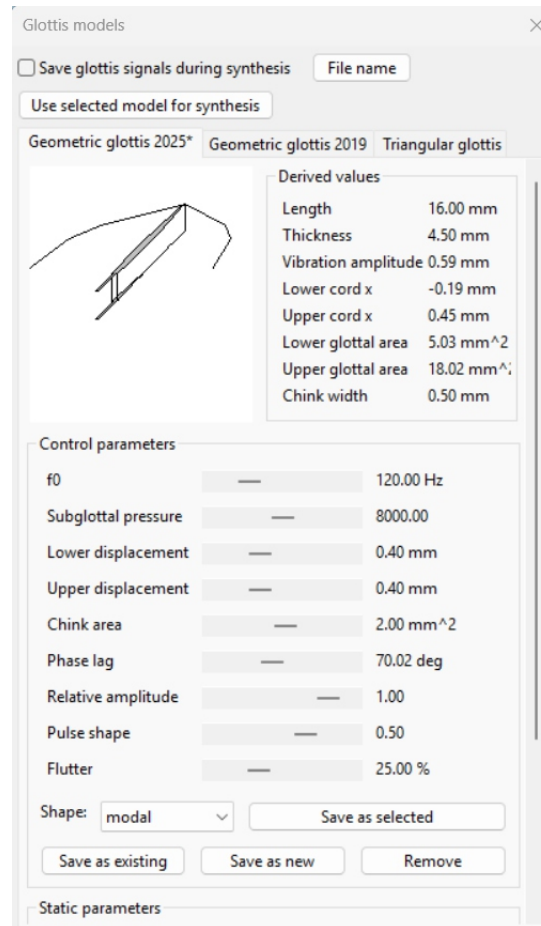 Glottis models
Save glottis signals during synthesis File name
Use selected model for synthesis
Geometric glottis 2025* Geometric glottis 2019 Triangular glottis
Derived values
Length 16.00 mm
Thickness 4.50 mm
Vibration amplitude 0.59 mm
Lower cord x -0.19 mm
Upper cord x 0.45 mm
Lower glottal area 5.03 mm^2
Upper glottal area 18.02 mm^2
Chink width 0.50 mm
Control parameters
f0 120.00 Hz
Subglottal pressure 8000.00
Lower displacement 0.40 mm
Upper displacement 0.40 mm
Chink area 2.00 mm^2
Phase lag 70.02 deg
Relative amplitude 1.00
Pulse shape 0.50
Flutter 25.00 %
Shape: modal Save as selected
Save as existing Save as new Remove
Static parameters